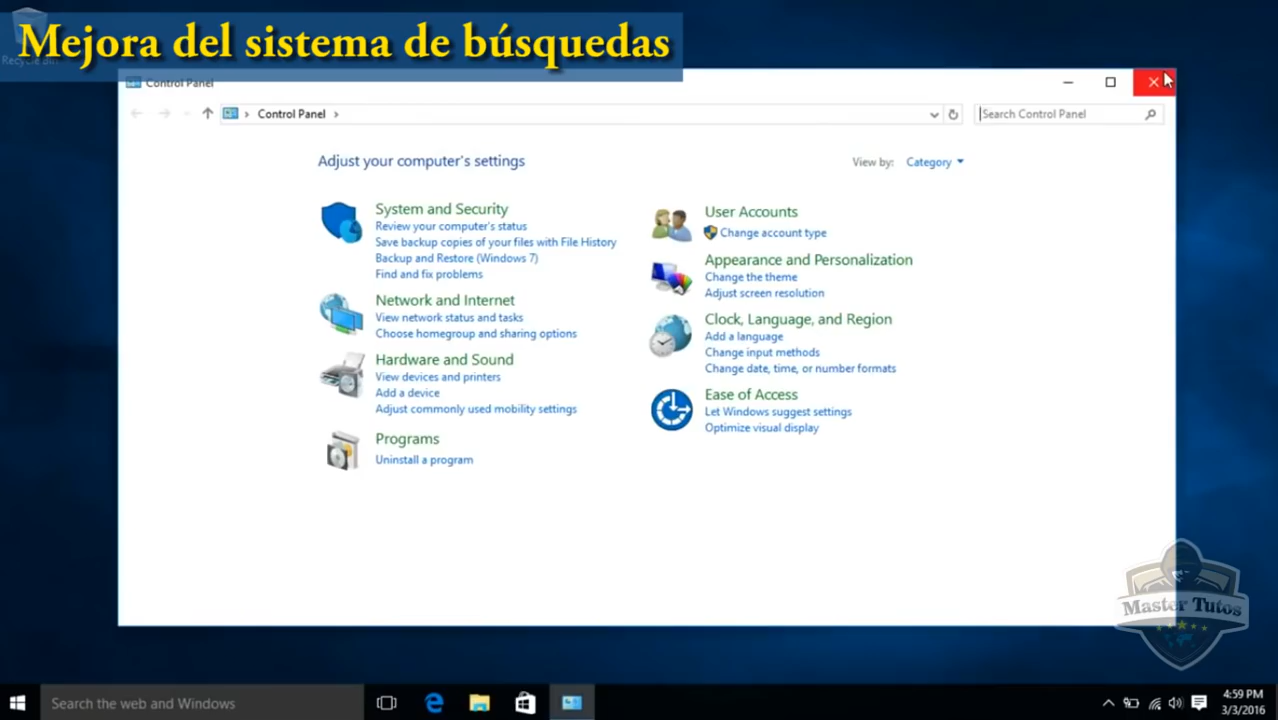 Mejora del sistema de búsquedas
Recycle Bin
Control Panel
Control Panel
Search Control Panel
Adjust your computer's settings
View by: Category
System and Security
Review your computer's status
Save backup copies of your files with File History
Backup and Restore (Windows 7)
Find and fix problems
Network and Internet
View network status and tasks
Choose homegroup and sharing options
Hardware and Sound
View devices and printers
Add a device
Adjust commonly used mobility settings
Programs
Uninstall a program
User Accounts
Change account type
Appearance and Personalization
Change the theme
Adjust screen resolution
Clock, Language, and Region
Add a language
Change input methods
Change date, time, or number formats
Ease of Access
Let Windows suggest settings
Optimize visual display
Master Tutos
Search the web and Windows
4:59 PM
3/3/2016